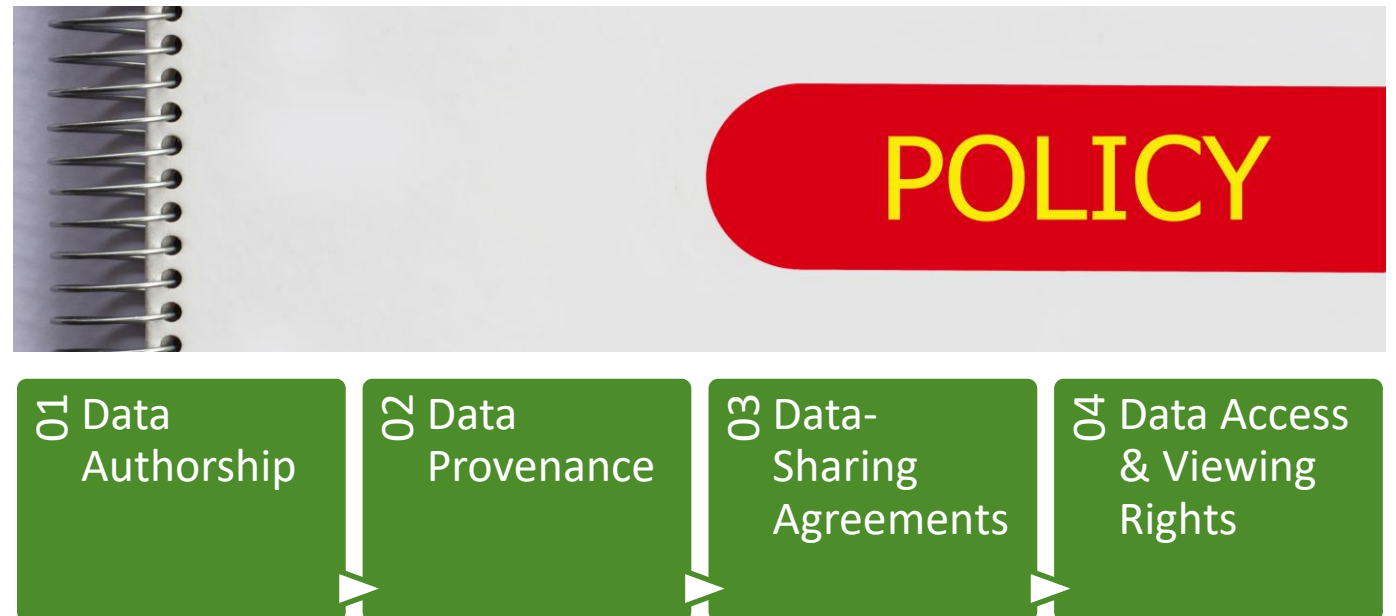 POLICY
01 Data
Authorship
02 Data
Provenance
03 Data-
Sharing
Agreements
04 Data Access
& Viewing
Rights